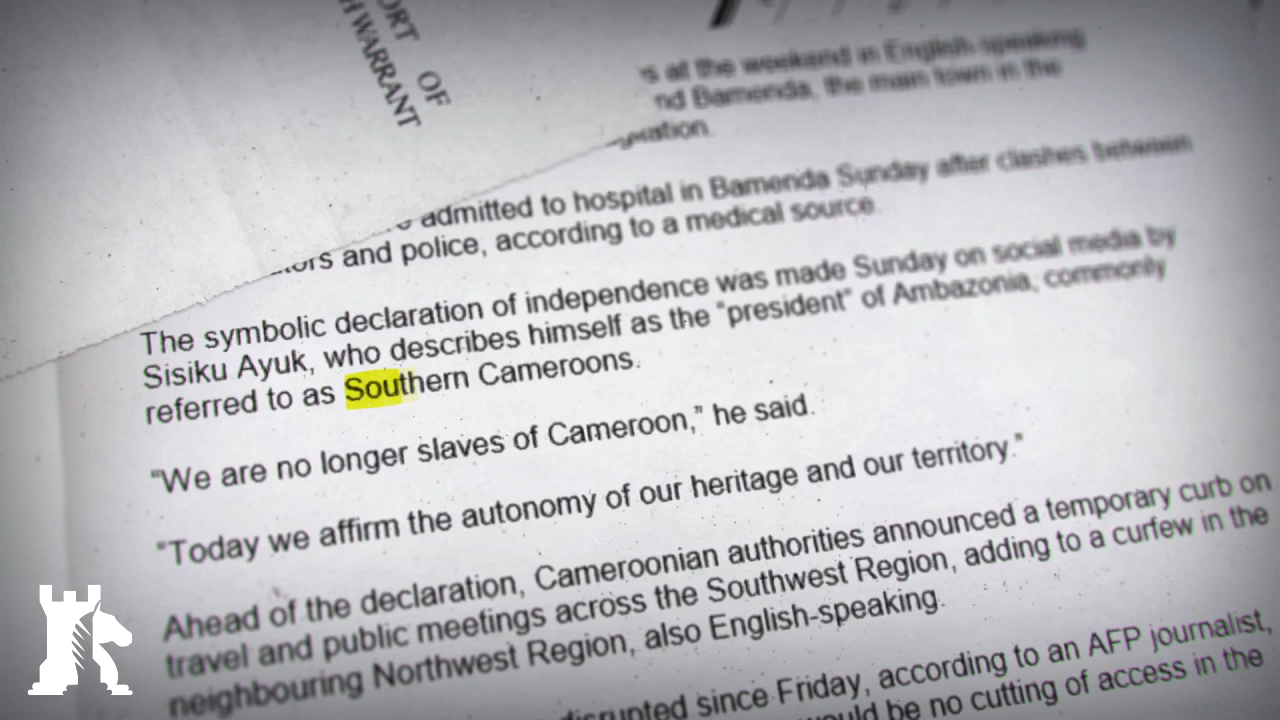 ORT OF
H WARRANT
s at the weekend in English-speaking
nd Bamenda, the main town in the
admitted to hospital in Bamenda Sunday after clashes between
and police, according to a medical source.
The symbolic declaration of independence was made Sunday on social media by
Sisiku Ayuk, who describes himself as the "president" of Ambazonia, commonly
referred to as Southern Cameroons.
"We are no longer slaves of Cameroon," he said.
"Today we affirm the autonomy of our heritage and our territory."
Ahead of the declaration, Cameroonian authorities announced a temporary curb on
travel and public meetings across the Southwest Region, adding to a curfew in the
neighbouring Northwest Region, also English-speaking.
disrupted since Friday, according to an AFP journalist,
would be no cutting of access in the